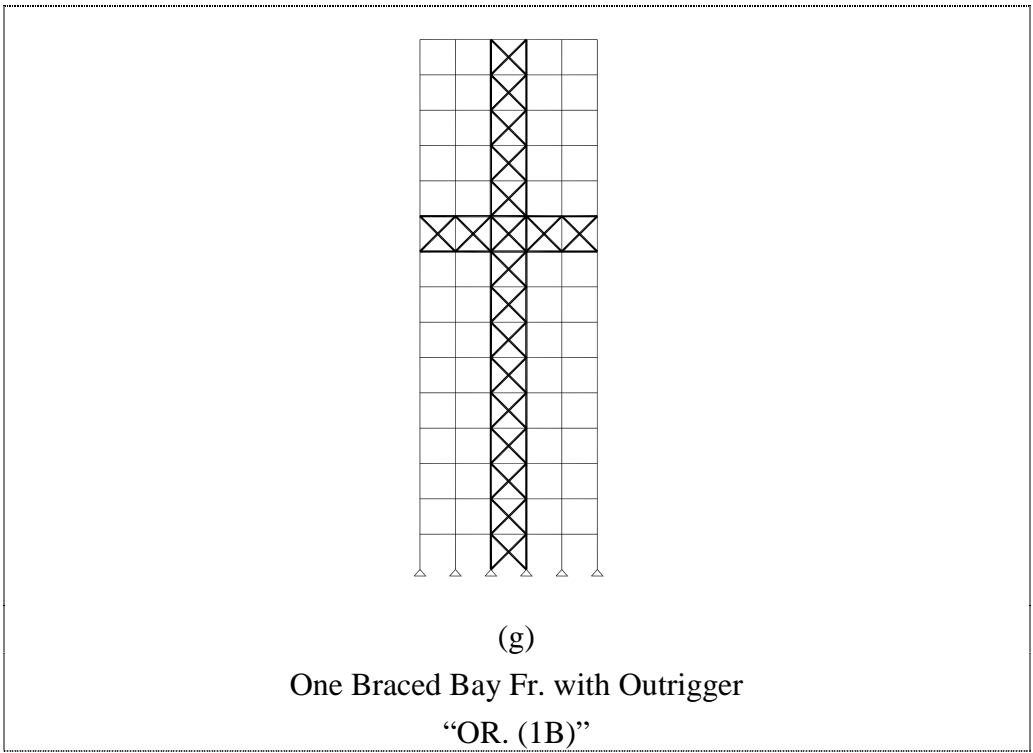 (g)
One Braced Bay Fr. with Outrigger
“OR. (1B)”